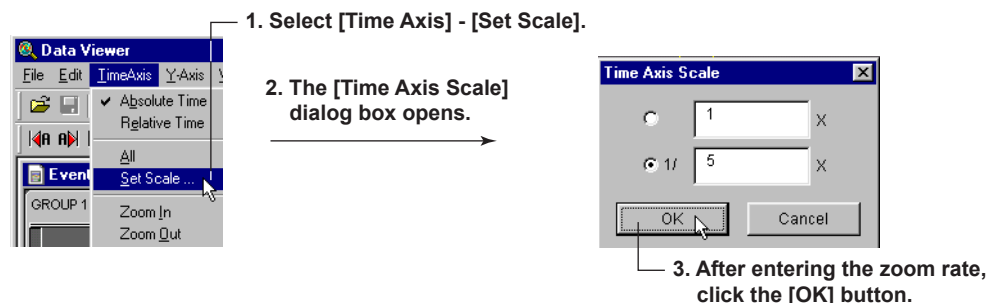 1. Select [Time Axis] - [Set Scale].
Data Viewer
File Edit TimeAxis Y-Axis
✔ Absolute Time
Relative Time
All
Set Scale ...
Zoom In
Zoom Out
Event
GROUP 1
2. The [Time Axis Scale]
dialog box opens.
Time Axis Scale
1 X
1/ 5 X
OK Cancel
3. After entering the zoom rate,
click the [OK] button.